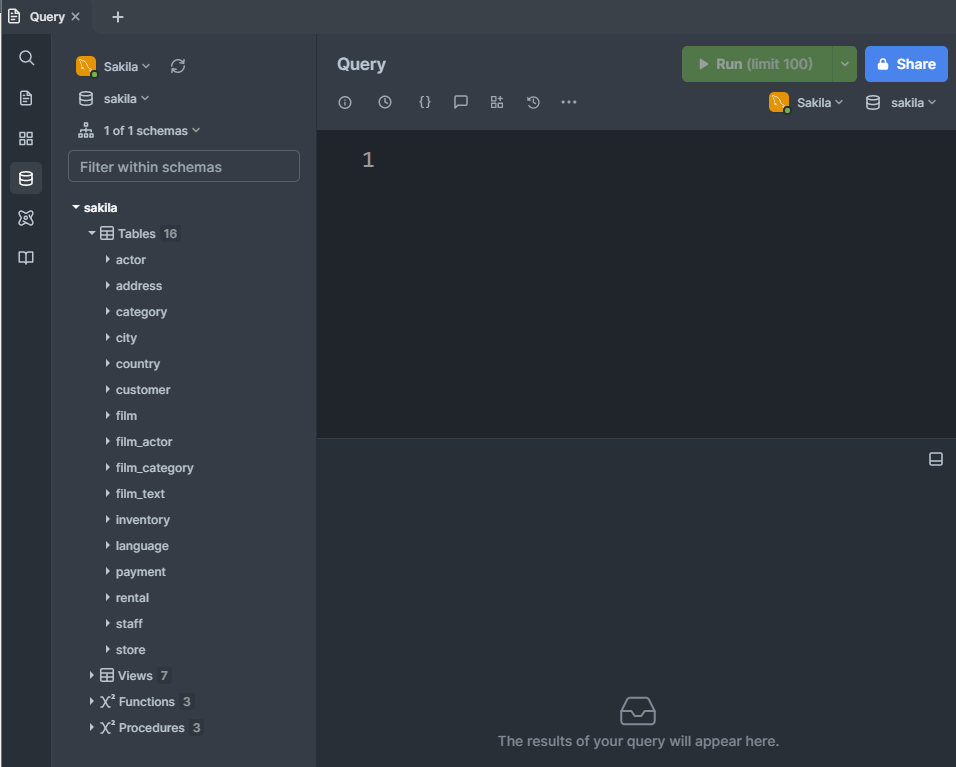 Query
Sakila
sakila
1 of 1 schemas
Filter within schemas
sakila
Tables 16
actor
address
category
city
country
customer
film
film_actor
film_category
film_text
inventory
language
payment
rental
staff
store
Views 7
Functions 3
Procedures 3
Query
Run (limit 100)
Share
Sakila
sakila
1
The results of your query will appear here.